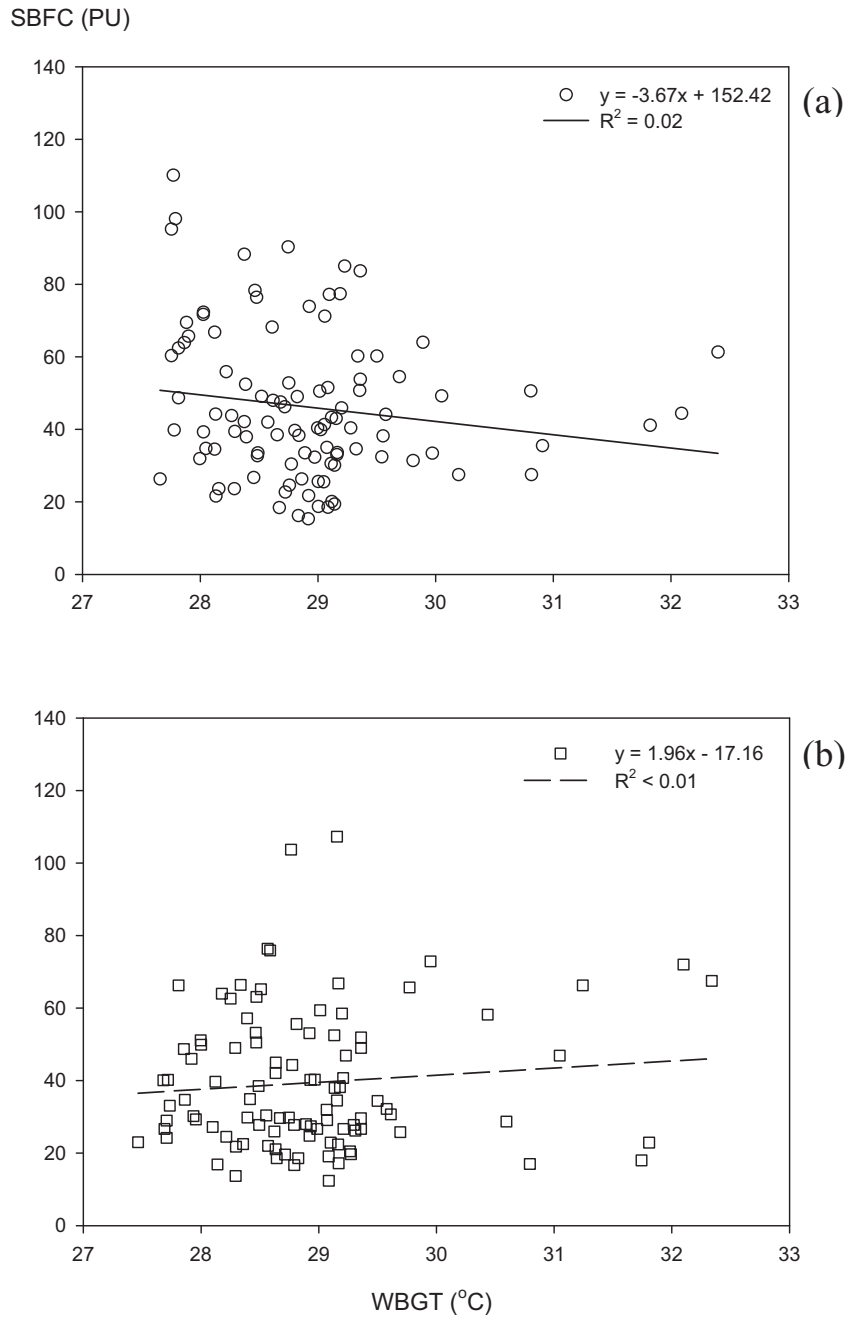 SBFC (PU)
140
y = -3.67x + 152.42
(a)
R² = 0.02
120
100
80
60
40
20
0
27 28 29 30 31 32 33
140
y = 1.96x - 17.16
(b)
R² < 0.01
120
100
80
60
40
20
0
27 28 29 30 31 32 33
WBGT (°C)